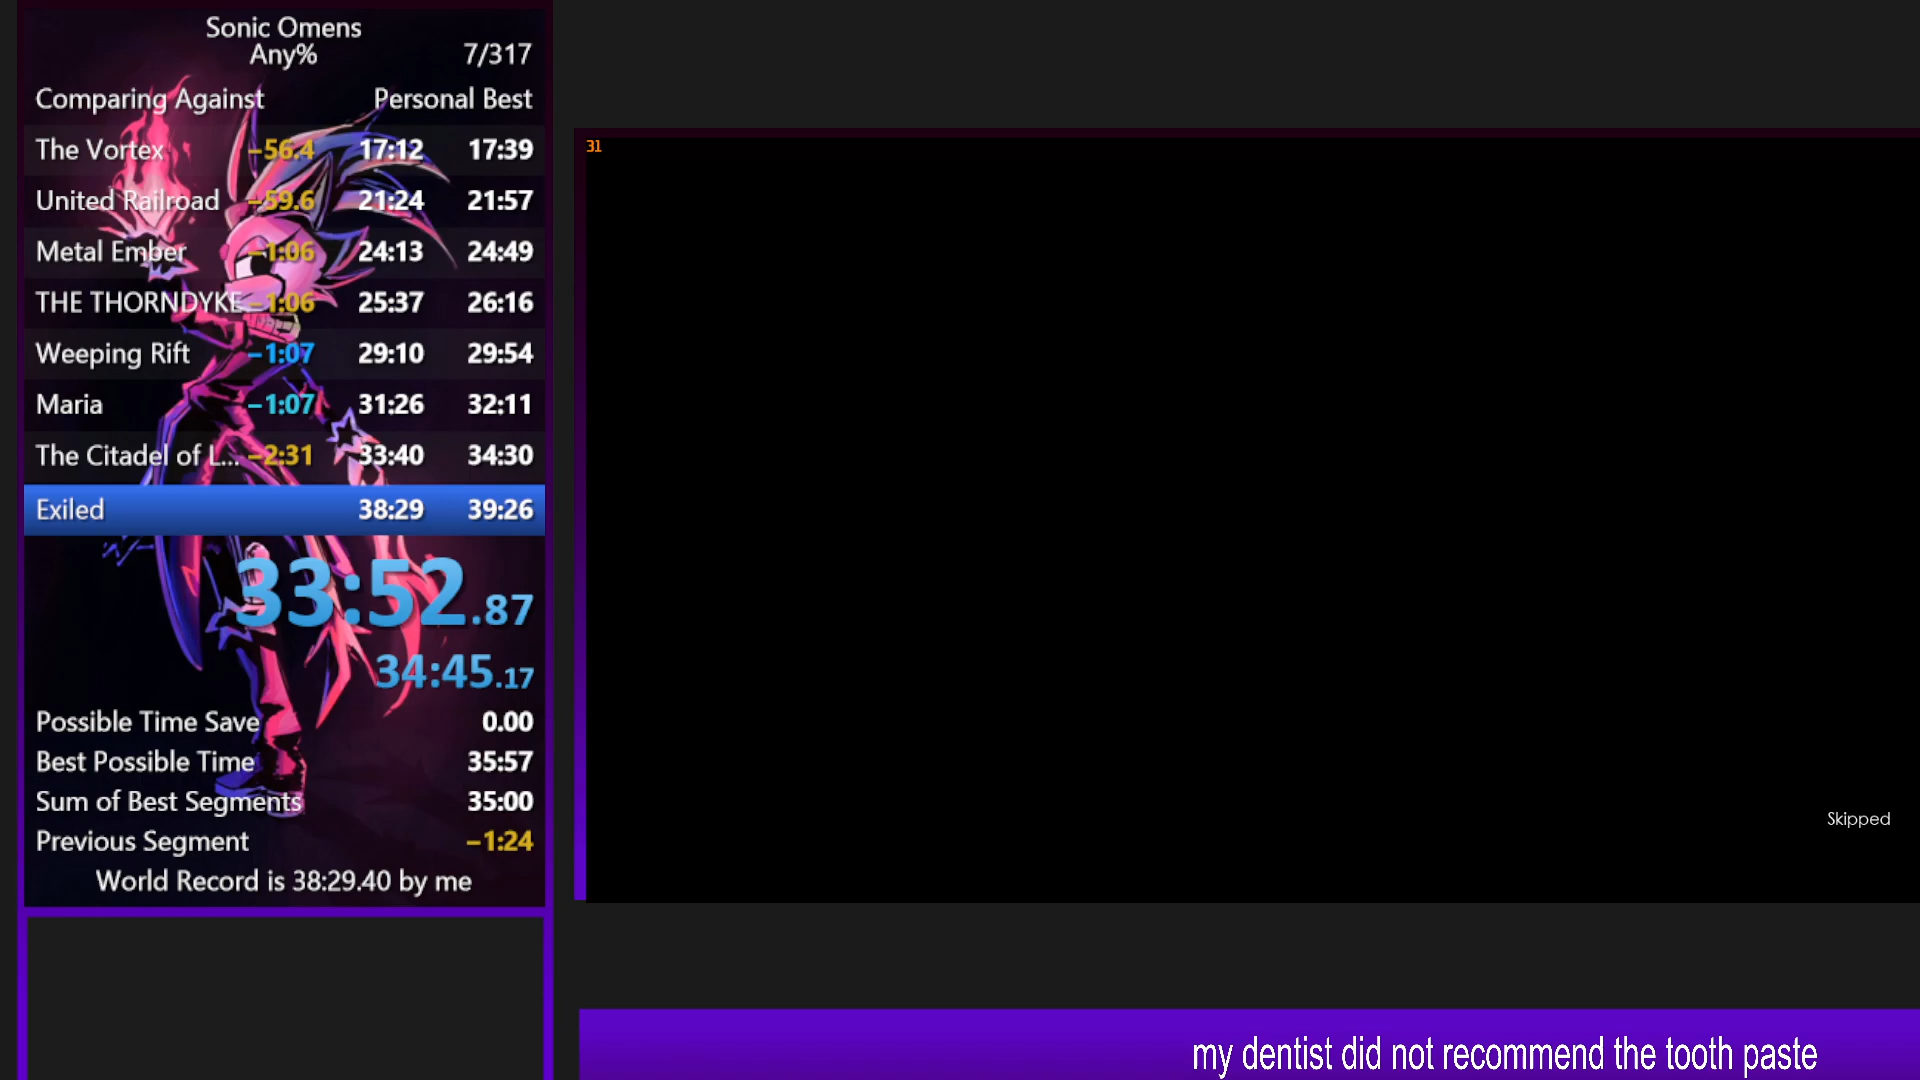 Sonic Omens
Any% 7/317
Comparing Against Personal Best
The Vortex −56.4 17:12 17:39
United Railroad −59.6 21:24 21:57
Metal Ember −1:06 24:13 24:49
THE THORNDYKE −1:06 25:37 26:16
Weeping Rift −1:07 29:10 29:54
Maria −1:07 31:26 32:11
The Citadel of L... −2:31 33:40 34:30
Exiled 38:29 39:26
33:52.87
34:45.17
Possible Time Save 0.00
Best Possible Time 35:57
Sum of Best Segments 35:00
Previous Segment −1:24
World Record is 38:29.40 by me
31
Skipped
my dentist did not recommend the tooth paste